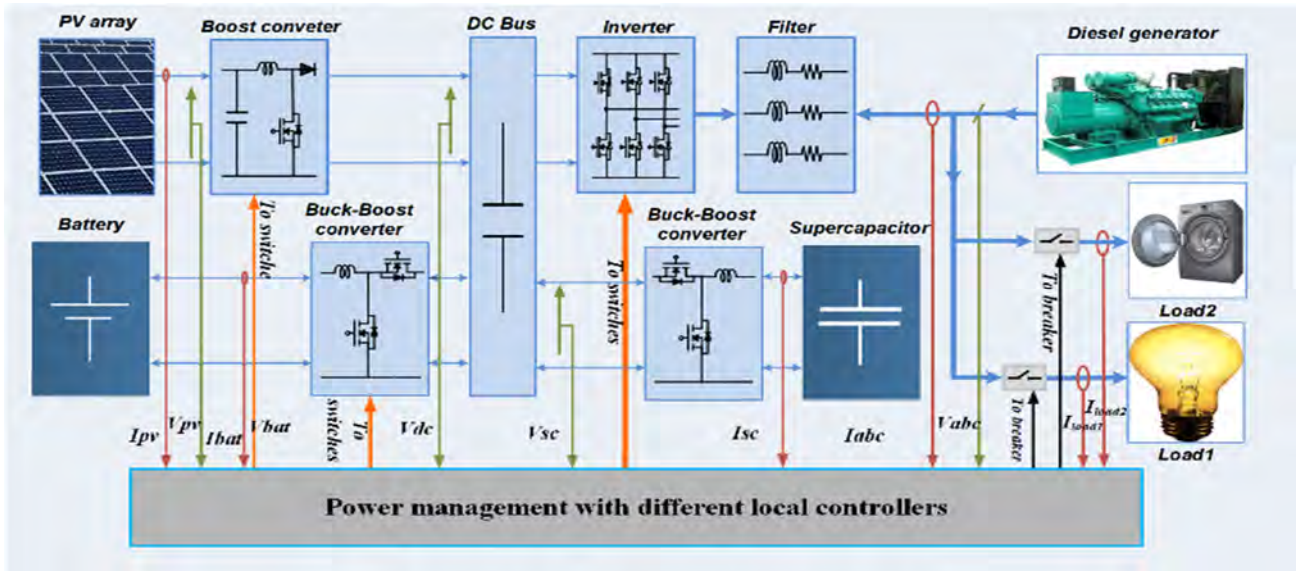 PV array
Boost conveter
DC Bus
Inverter
Filter
Diesel generator
Battery
To switche
Buck-Boost
converter
To switches
Buck-Boost
converter
Supercapacitor
To breaker
Load2
To breaker
Load1
Ipv
Vpv
Ibat
Vbat
To
switches
Vdc
Vsc
Isc
Iabc
Vabc
Iload1
Iload2
Power management with different local controllers